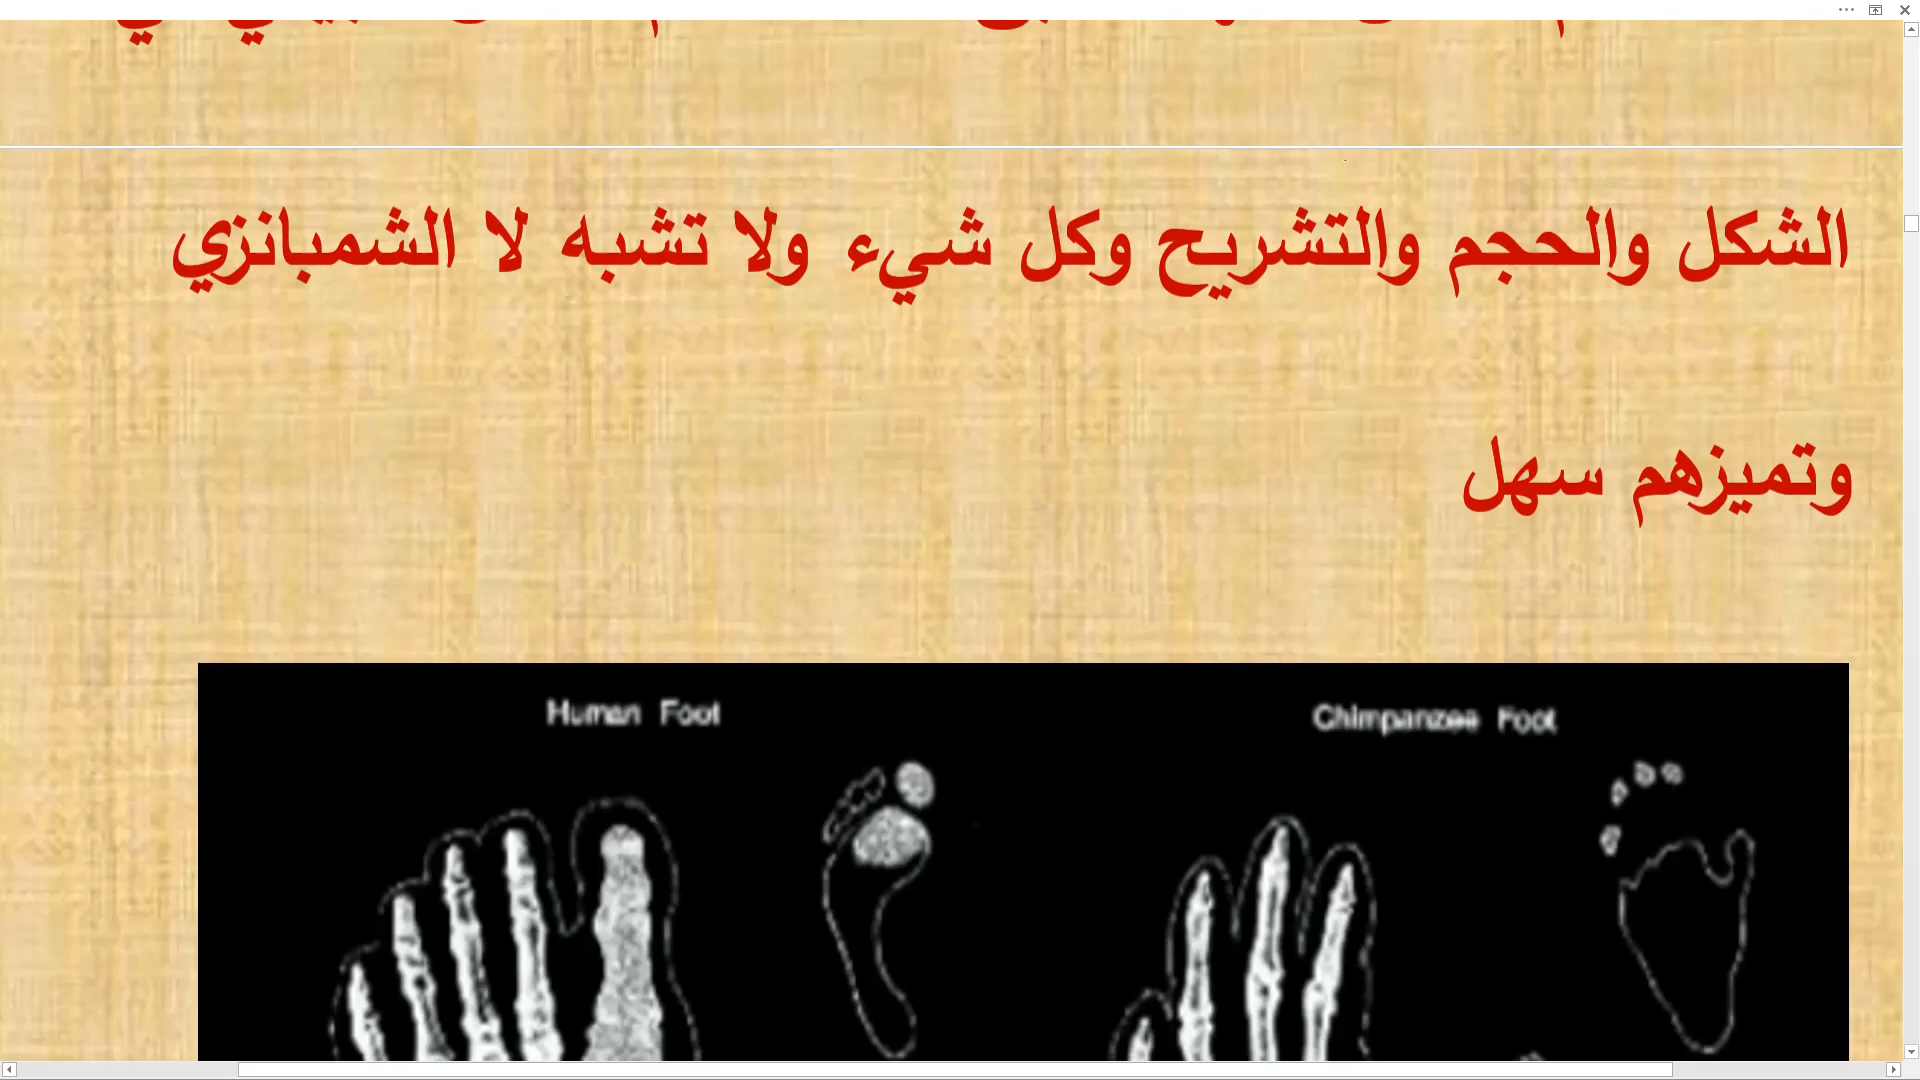 الشكل والحجم والتشريح وكل شيء ولا تشبه لا الشمبانزي
وتميزهم سهل
Human Foot
Chimpanzee Foot